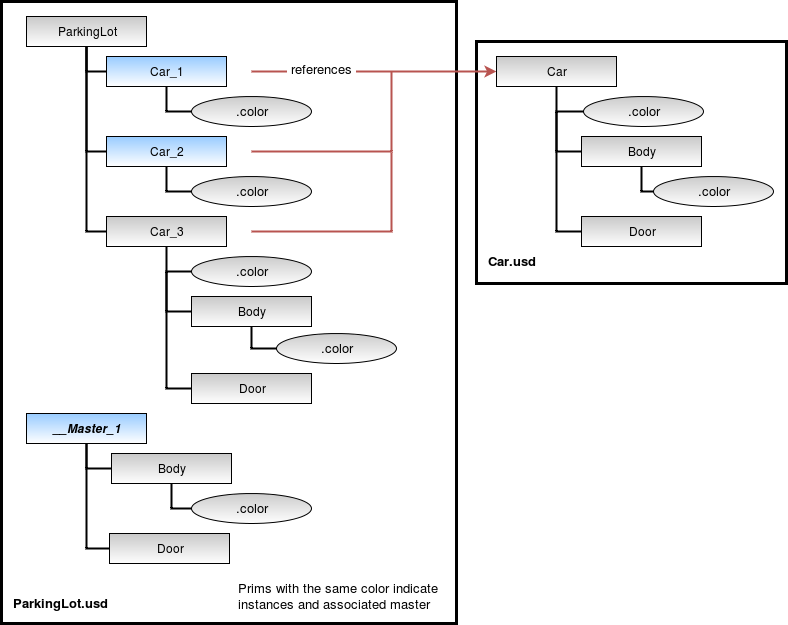 ParkingLot
Car_1
references
Car
.color
.color
Car_2
Body
.color
.color
Car_3
Door
.color
Car.usd
Body
.color
Door
__Master_1
Body
.color
Door
Prims with the same color indicate
instances and associated master
ParkingLot.usd